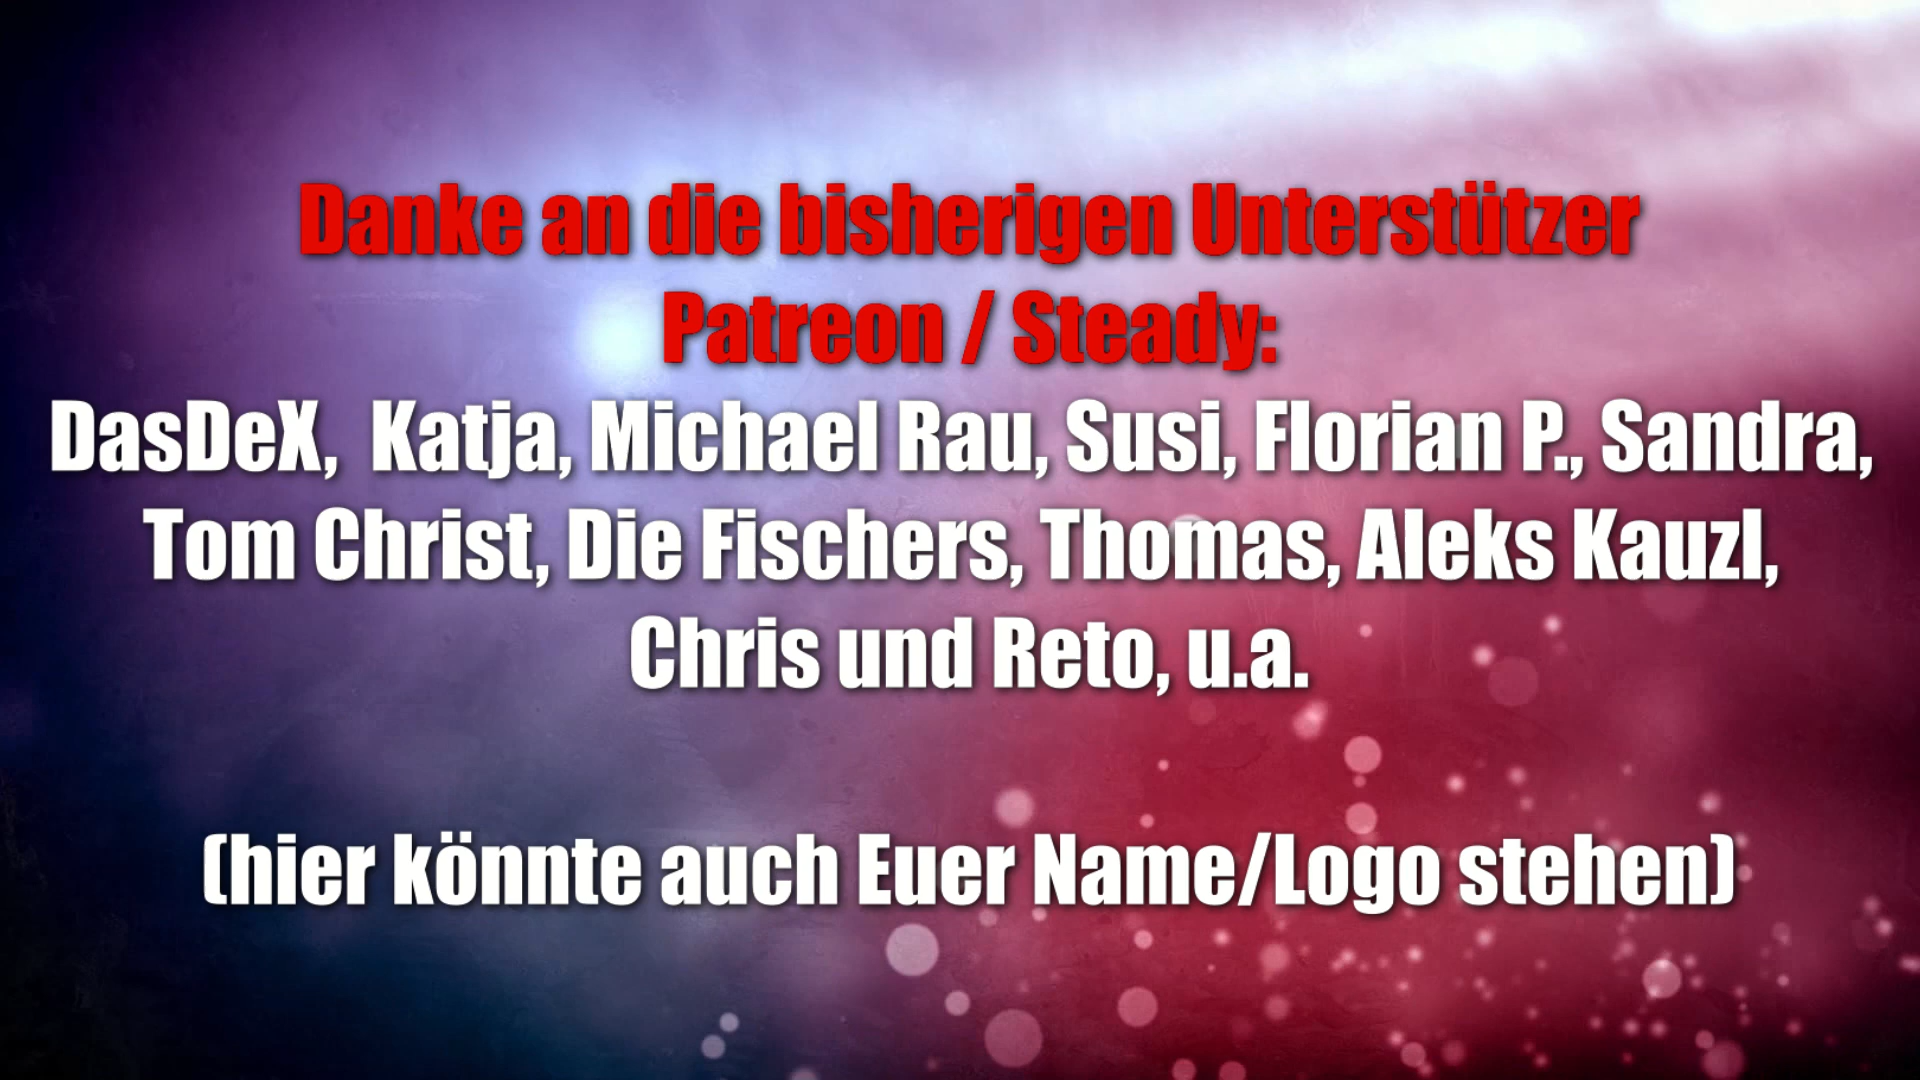 Danke an die bisherigen Unterstützer
Patreon / Steady:
DasDeX,  Katja, Michael Rau, Susi, Florian P., Sandra,
Tom Christ, Die Fischers, Thomas, Aleks Kauzl,
Chris und Reto, u.a.
(hier könnte auch Euer Name/Logo stehen)